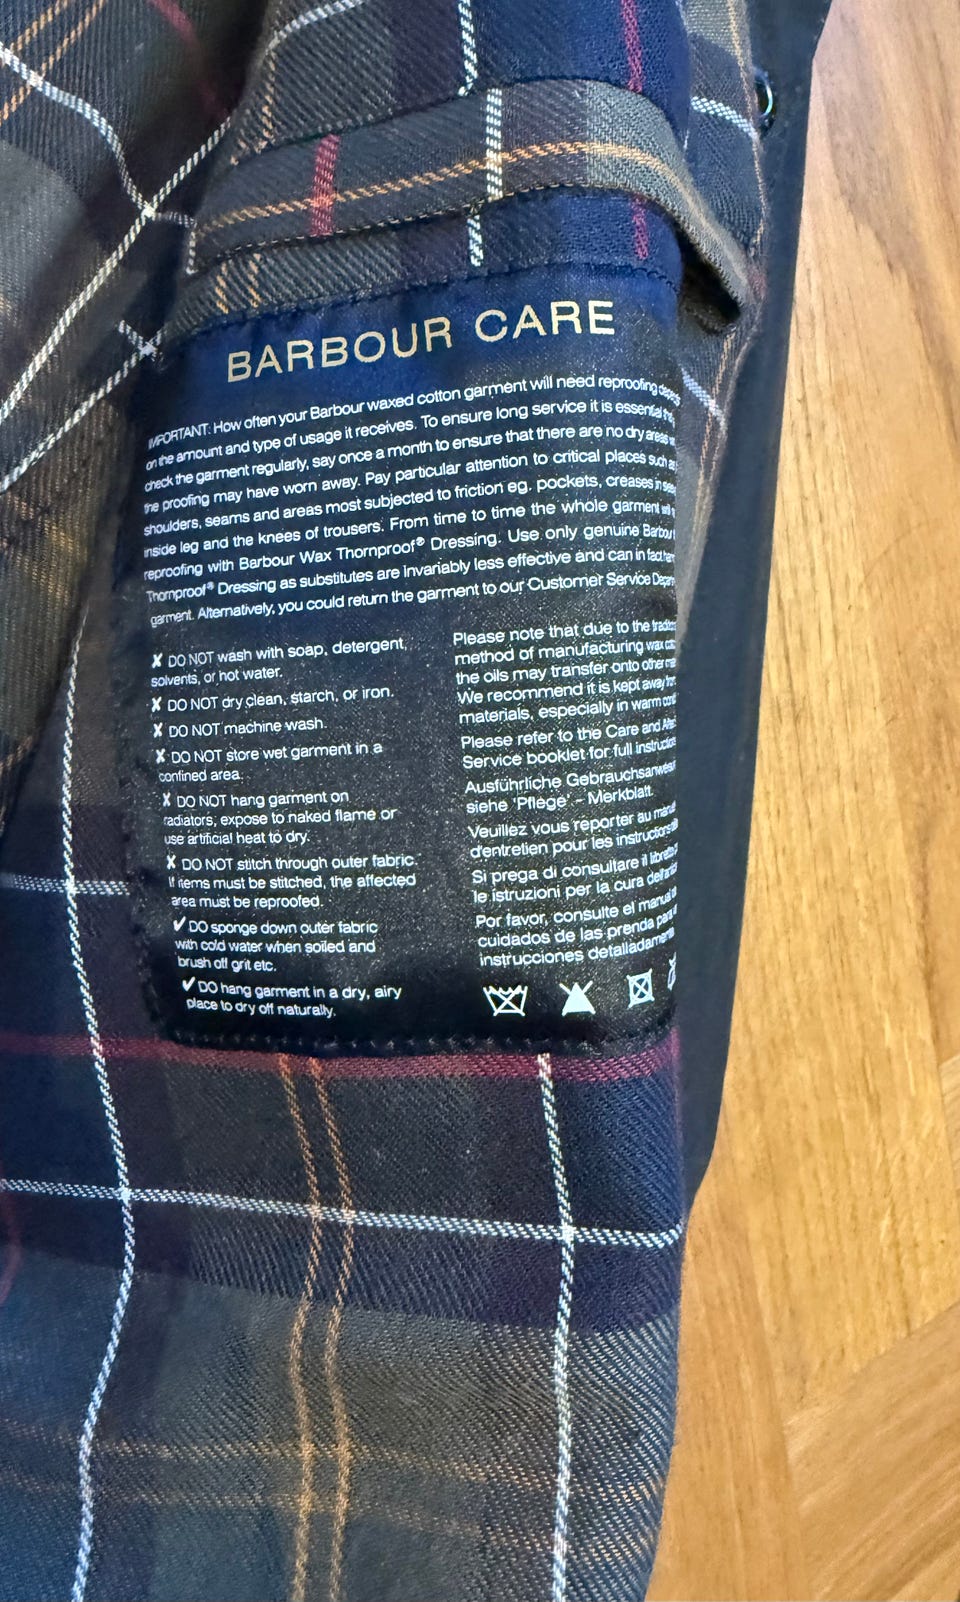 BARBOUR CARE
IMPORTANT: How often your Barbour waxed cotton garment will need reproofing
on the amount and type of usage it receives. To ensure long service it is essential
check the garment regularly, say once a month to ensure that there are no dry areas
the proofing may have worn away. Pay particular attention to critical places such as
shoulders, seams and areas most subjected to friction eg. pockets, creases in
inside leg and the knees of trousers. From time to time the whole garment will
reproofing with Barbour Wax Thornproof® Dressing. Use only genuine Barbour
Thornproof® Dressing as substitutes are invariably less effective and can in fact
garment. Alternatively, you could return the garment to our Customer Service
✘ DO NOT wash with soap, detergent,
solvents, or hot water.
✘ DO NOT dry clean, starch, or iron.
✘ DO NOT machine wash.
✘ DO NOT store wet garment in a
confined area.
✘ DO NOT hang garment on
radiators, expose to naked flame or
use artificial heat to dry.
✘ DO NOT stitch through outer fabric.
If items must be stitched, the affected
area must be reproofed.
✔ DO sponge down outer fabric
with cold water when soiled and
brush off grit etc.
✔ DO hang garment in a dry, airy
place to dry off naturally.
Please note that due to the
method of manufacturing wax
the oils may transfer onto other
We recommend it is kept away
materials, especially in warm
Please refer to the Care and
Service booklet for full
Ausführliche
siehe 'Pflege' - Merkblatt.
Veuillez vous reporter au
d'entretien pour les instructions
Si prega di consultare il
le istruzioni per la cura
Por favor, consulte el
cuidados de las prenda
instrucciones